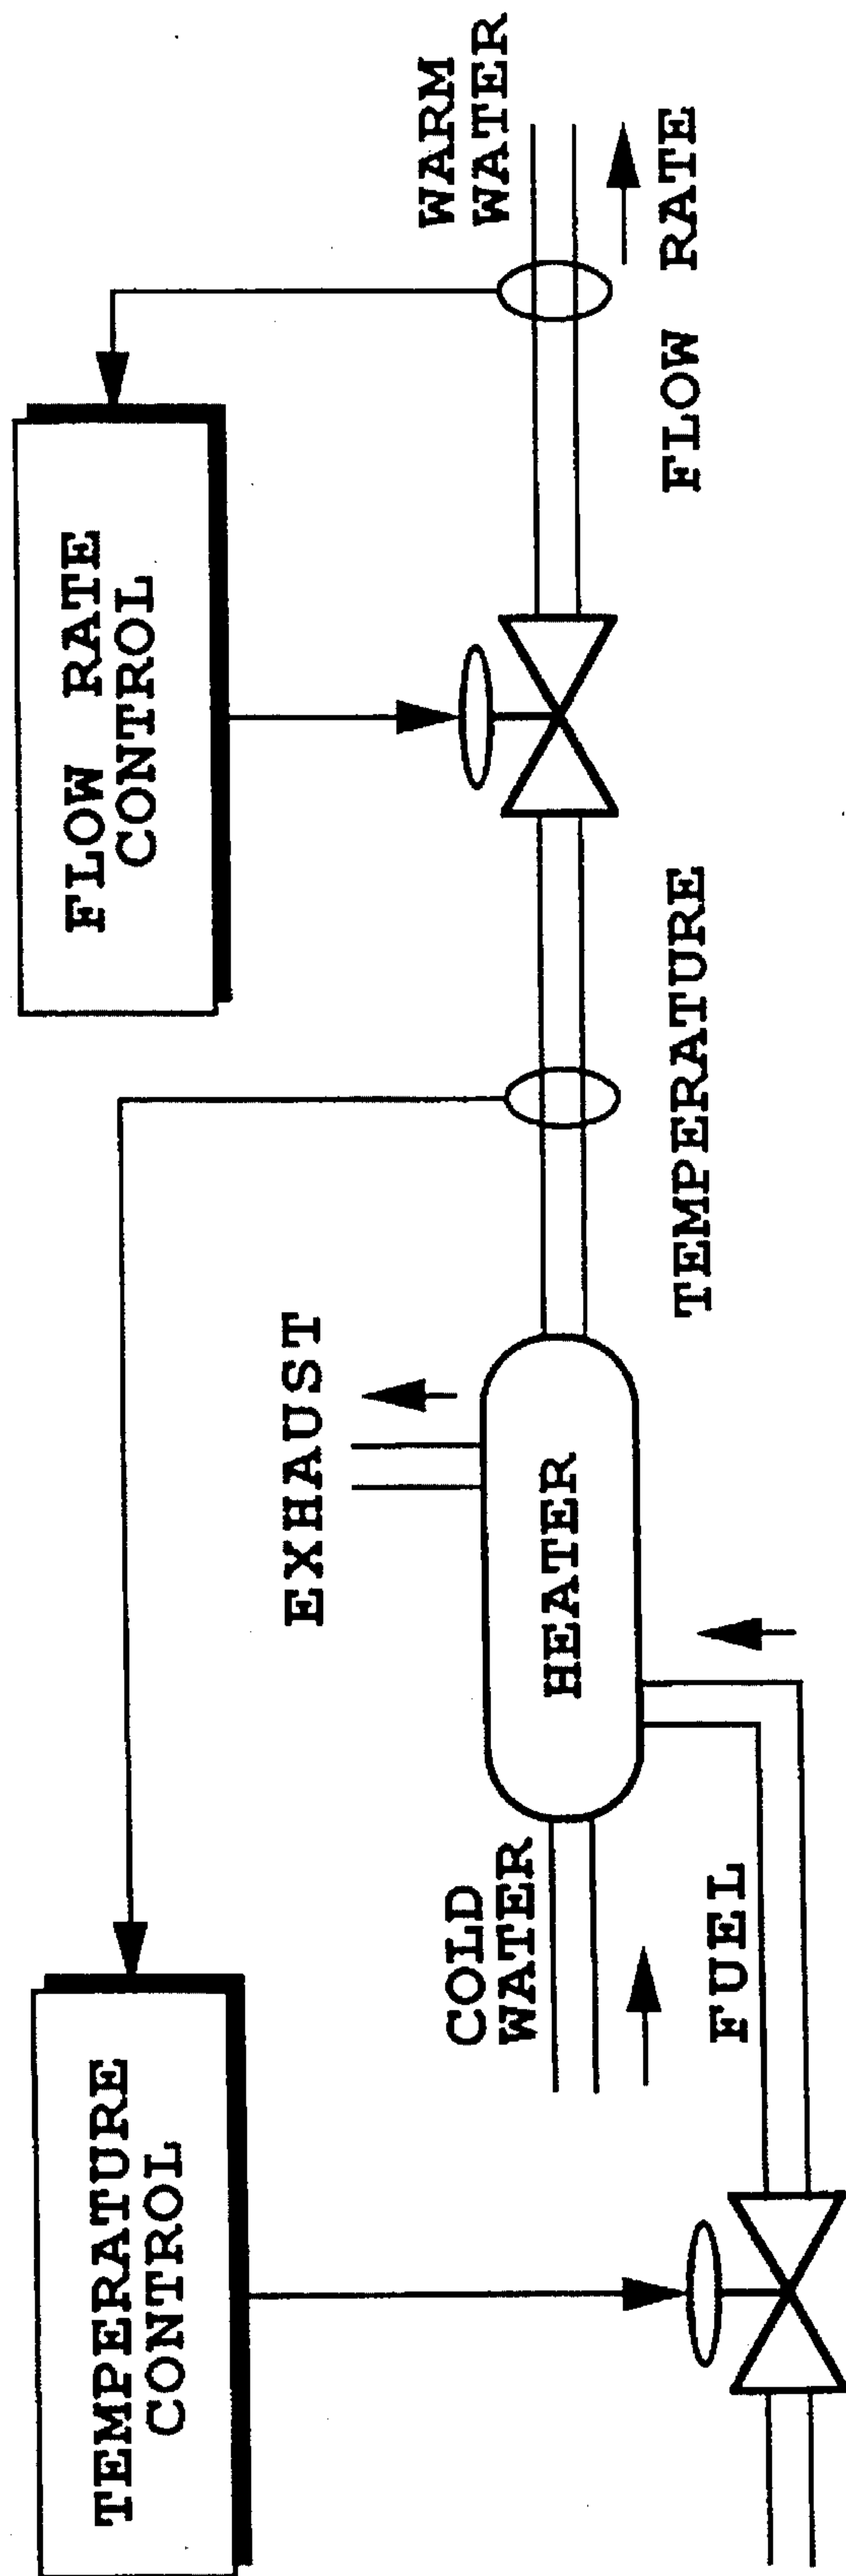 TEMPERATURE
CONTROL
FLOW RATE
CONTROL
EXHAUST
WARM
WATER
COLD
WATER
HEATER
TEMPERATURE
FLOW RATE
FUEL